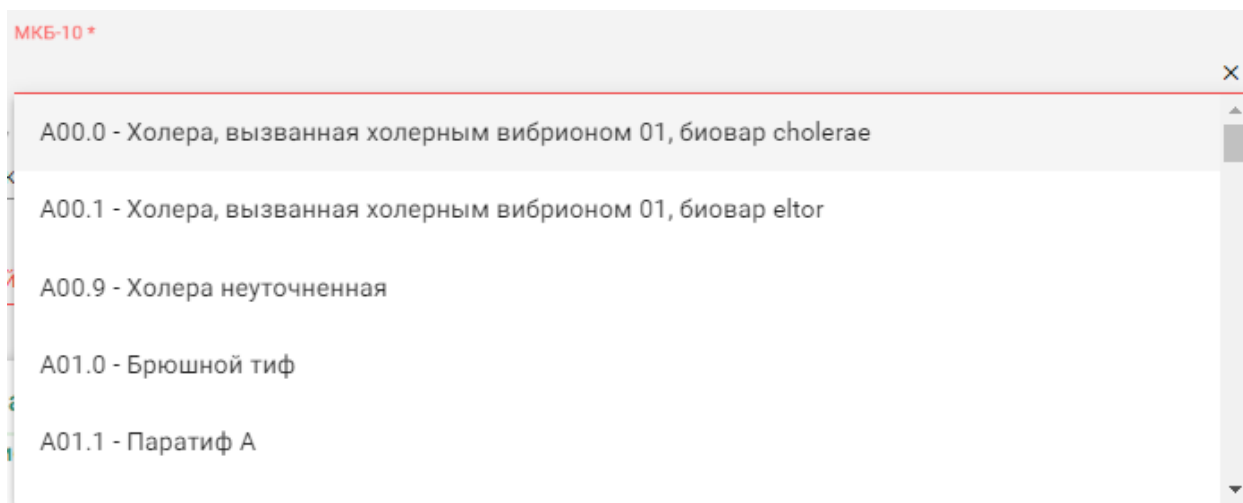 МКБ-10 *
A00.0 - Холера, вызванная холерным вибрионом 01, биовар cholerae
A00.1 - Холера, вызванная холерным вибрионом 01, биовар eltor
A00.9 - Холера неуточненная
A01.0 - Брюшной тиф
A01.1 - Паратиф A